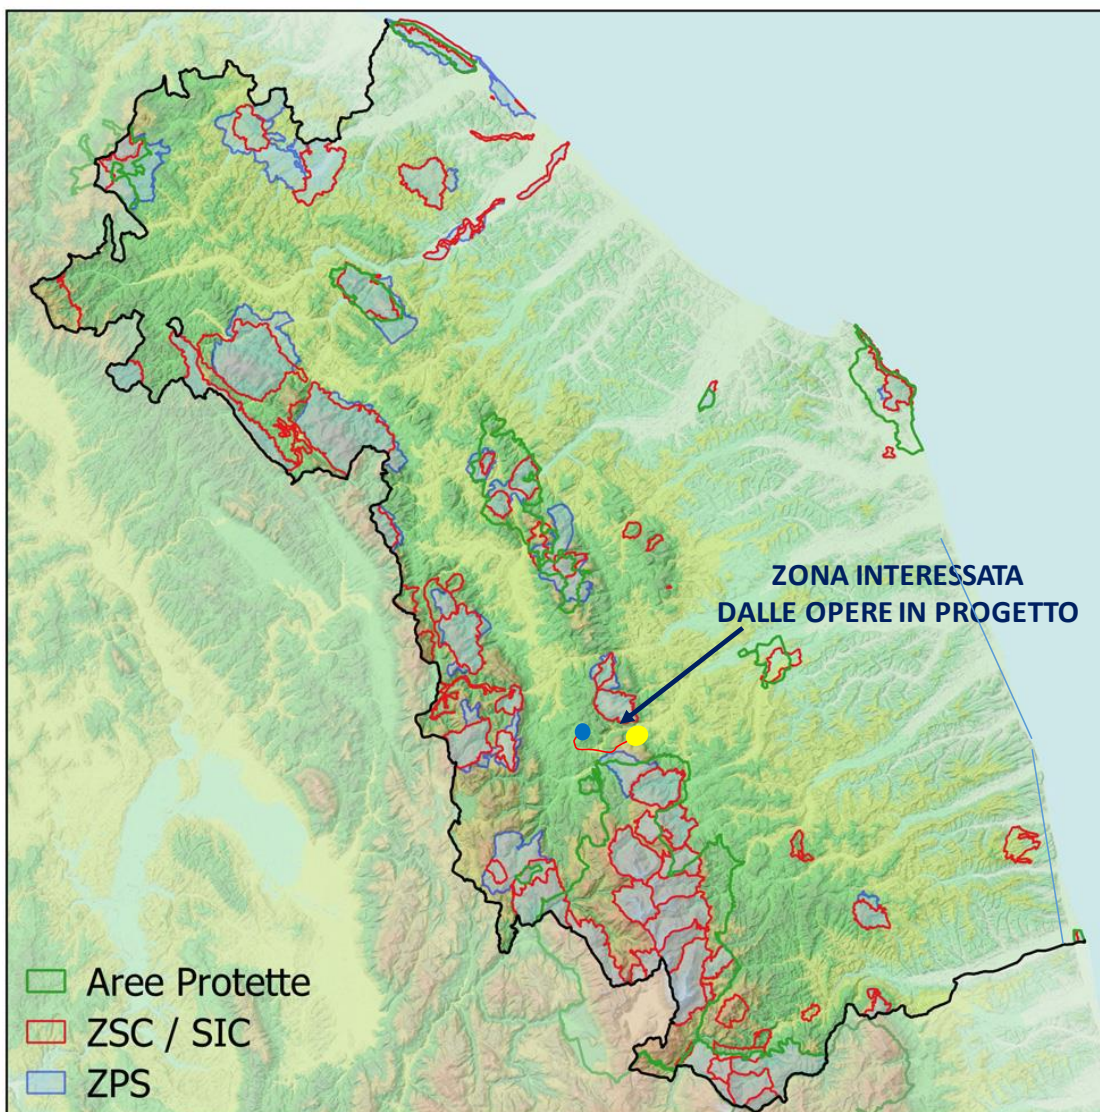 ZONA INTERESSATA
DALLE OPERE IN PROGETTO
Aree Protette
ZSC / SIC
ZPS